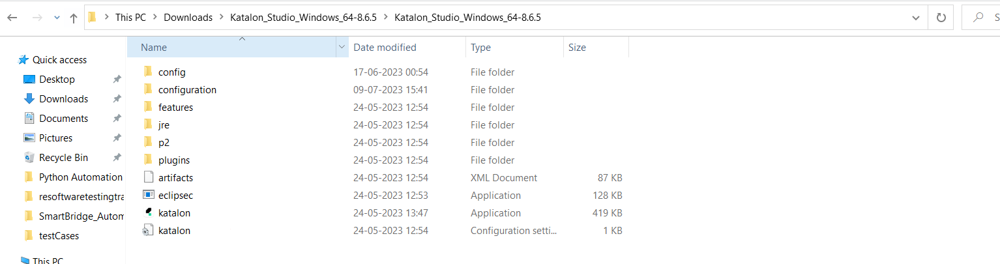 This PC > Downloads > Katalon_Studio_Windows_64-8.6.5 > Katalon_Studio_Windows_64-8.6.5 S
Name Date modified Type Size
Quick access
Desktop
Downloads
Documents
Pictures
Recycle Bin
Python Automation
resoftwaretestingtra
SmartBridge_Autom
testCases
This PC
config 17-06-2023 00:54 File folder
configuration 09-07-2023 15:41 File folder
features 24-05-2023 12:54 File folder
jre 24-05-2023 12:54 File folder
p2 24-05-2023 12:54 File folder
plugins 24-05-2023 12:54 File folder
artifacts 24-05-2023 12:54 XML Document 87 KB
eclipsec 24-05-2023 12:53 Application 128 KB
katalon 24-05-2023 13:47 Application 419 KB
katalon 24-05-2023 12:54 Configuration setti... 1 KB